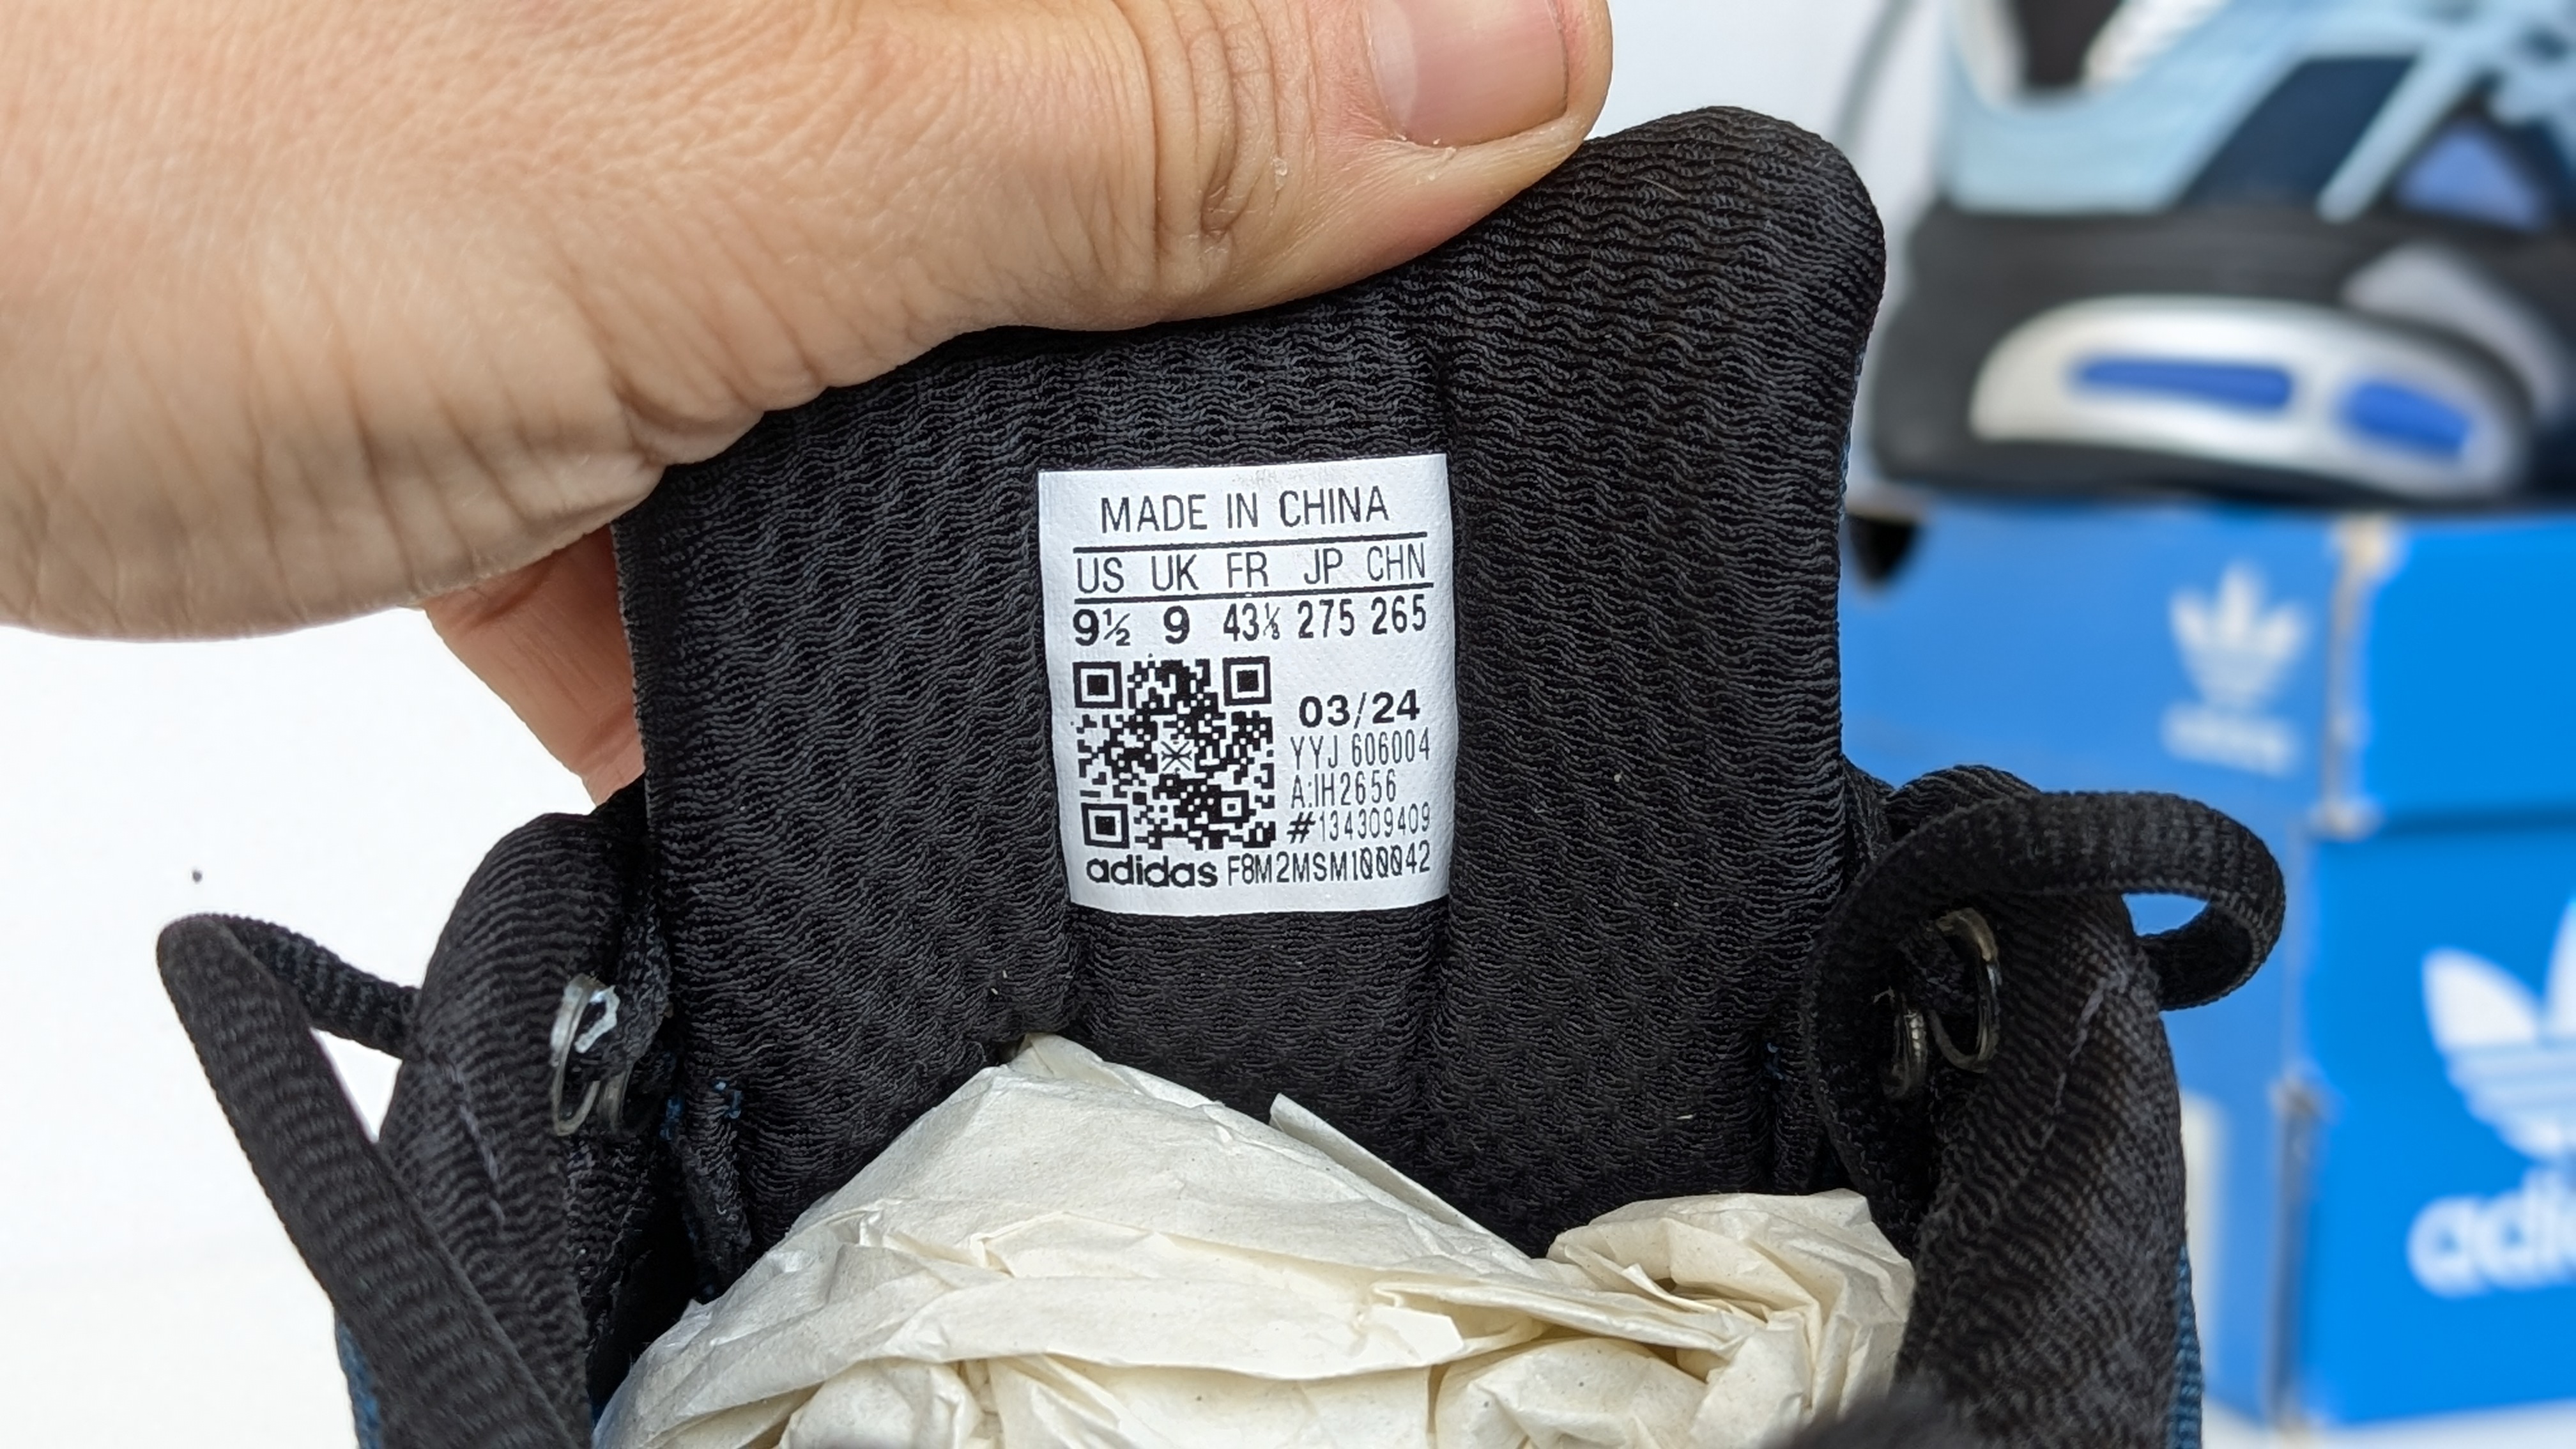 MADE IN CHINA
US UK FR JP CHN
9½ 9 43⅓ 275 265
03/24
YYJ 606004
A:IH2656
#134309409
adidas F8M2MSM100042